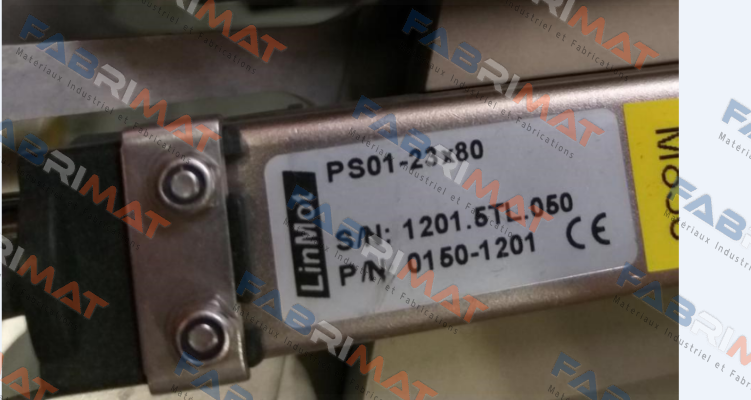 PS01-23x80
LinMot
S/N: 1201.5TL.050
P/N: 0150-1201
CE
FABRIMAT
Matériaux Industriel et Fabrications